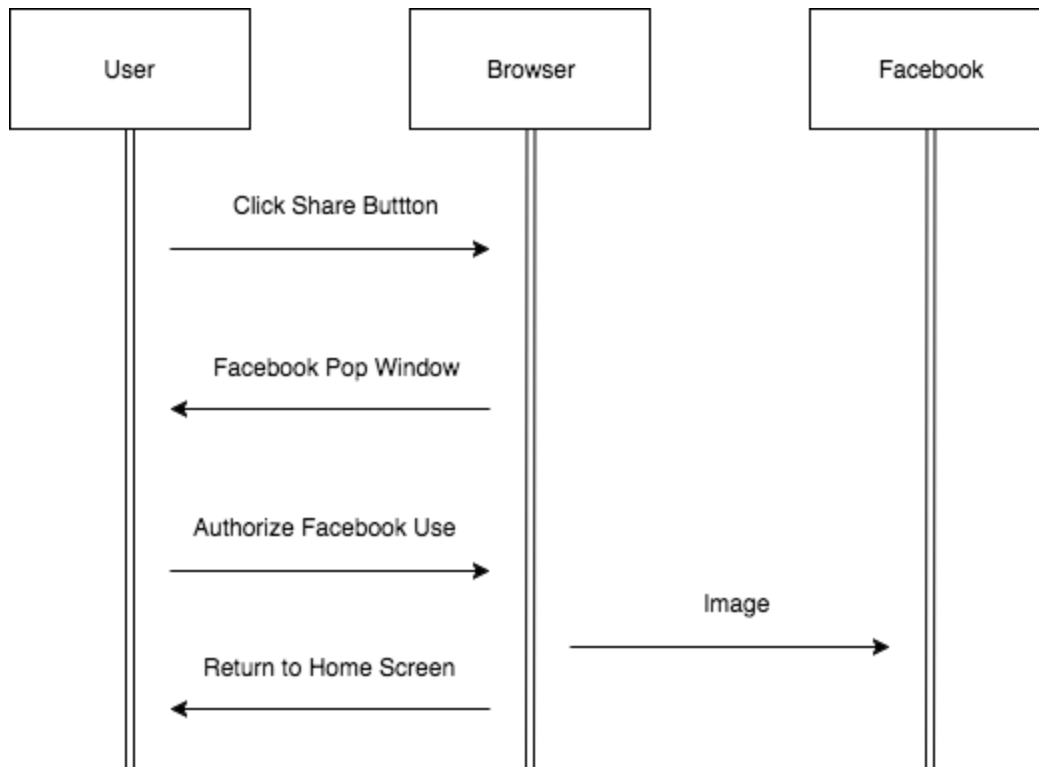 User
Browser
Facebook
Click Share Buttton
Facebook Pop Window
Authorize Facebook Use
Image
Return to Home Screen